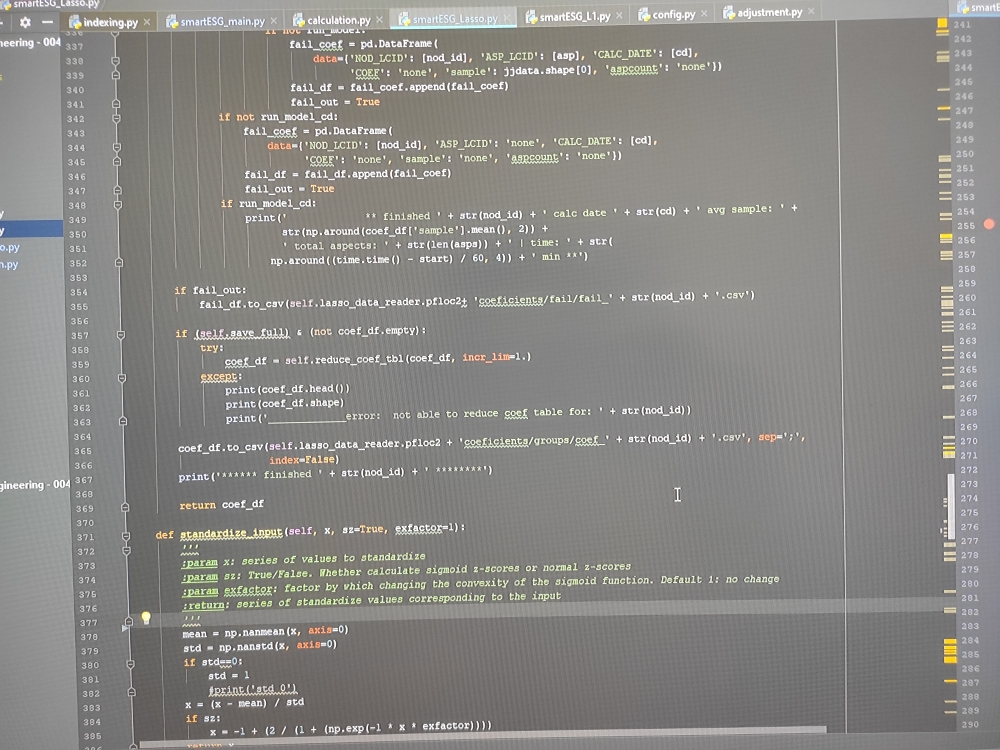 smartESG_Lasso.py
indexing.py × smartESG_main.py × calculation.py × smartESG_Lasso.py × smartESG_L1.py × config.py × adjustment.py ×
336 if not run_model:
337 fail_coef = pd.DataFrame(
338 data={'NOD_LCID': [nod_id], 'ASP_LCID': [asp], 'CALC_DATE': [cd],
339 'COEF': 'none', 'sample': jjdata.shape[0], 'aspcount': 'none'})
340 fail_df = fail_coef.append(fail_coef)
341 fail_out = True
342 if not run_model_cd:
343 fail_coef = pd.DataFrame(
344 data={'NOD_LCID': [nod_id], 'ASP_LCID': 'none', 'CALC_DATE': [cd],
345 'COEF': 'none', 'sample': 'none', 'aspcount': 'none'})
346 fail_df = fail_df.append(fail_coef)
347 fail_out = True
348 if run_model_cd:
349 print(' ** finished ' + str(nod_id) + ' calc date ' + str(cd) + ' avg sample: ' +
350 str(np.around(coef_df['sample'].mean(), 2)) +
351 ' total aspects: ' + str(len(asps)) + ' | time: ' + str(
352 np.around((time.time() - start) / 60, 4)) + ' min **')
353
354 if fail_out:
355 fail_df.to_csv(self.lasso_data_reader.pfloc2+ 'coeficients/fail/fail_' + str(nod_id) + '.csv')
356
357 if (self.save_full) & (not coef_df.empty):
358 try:
359 coef_df = self.reduce_coef_tbl(coef_df, incr_lim=1.)
360 except:
361 print(coef_df.head())
362 print(coef_df.shape)
363 print('____________error: not able to reduce coef table for: ' + str(nod_id))
364
365 coef_df.to_csv(self.lasso_data_reader.pfloc2 + 'coeficients/groups/coef_' + str(nod_id) + '.csv', sep=';',
366 index=False)
367 print('****** finished ' + str(nod_id) + ' ********')
368
369 return coef_df
370
371 def standardize_input(self, x, sz=True, exfactor=1):
372 '''
373 :param x: series of values to standardize
374 :param sz: True/False. Whether calculate sigmoid z-scores or normal z-scores
375 :param exfactor: factor by which changing the convexity of the sigmoid function. Default 1: no change
376 :return: series of standardize values corresponding to the input
377 '''
378 mean = np.nanmean(x, axis=0)
379 std = np.nanstd(x, axis=0)
380 if std==0:
381 std = 1
382 #print('std 0')
383 x = (x - mean) / std
384 if sz:
385 x = -1 + (2 / (1 + (np.exp(-1 * x * exfactor))))
neering - 004
y
y
o.py
n.py
gineering - 004
smartES
241
242
243
244
245
246
247
248
249
250
251
252
253
254
255
256
257
258
259
260
261
262
263
264
265
266
267
268
269
270
271
272
273
274
275
276
277
278
279
280
281
282
283
284
285
286
287
288
289
290